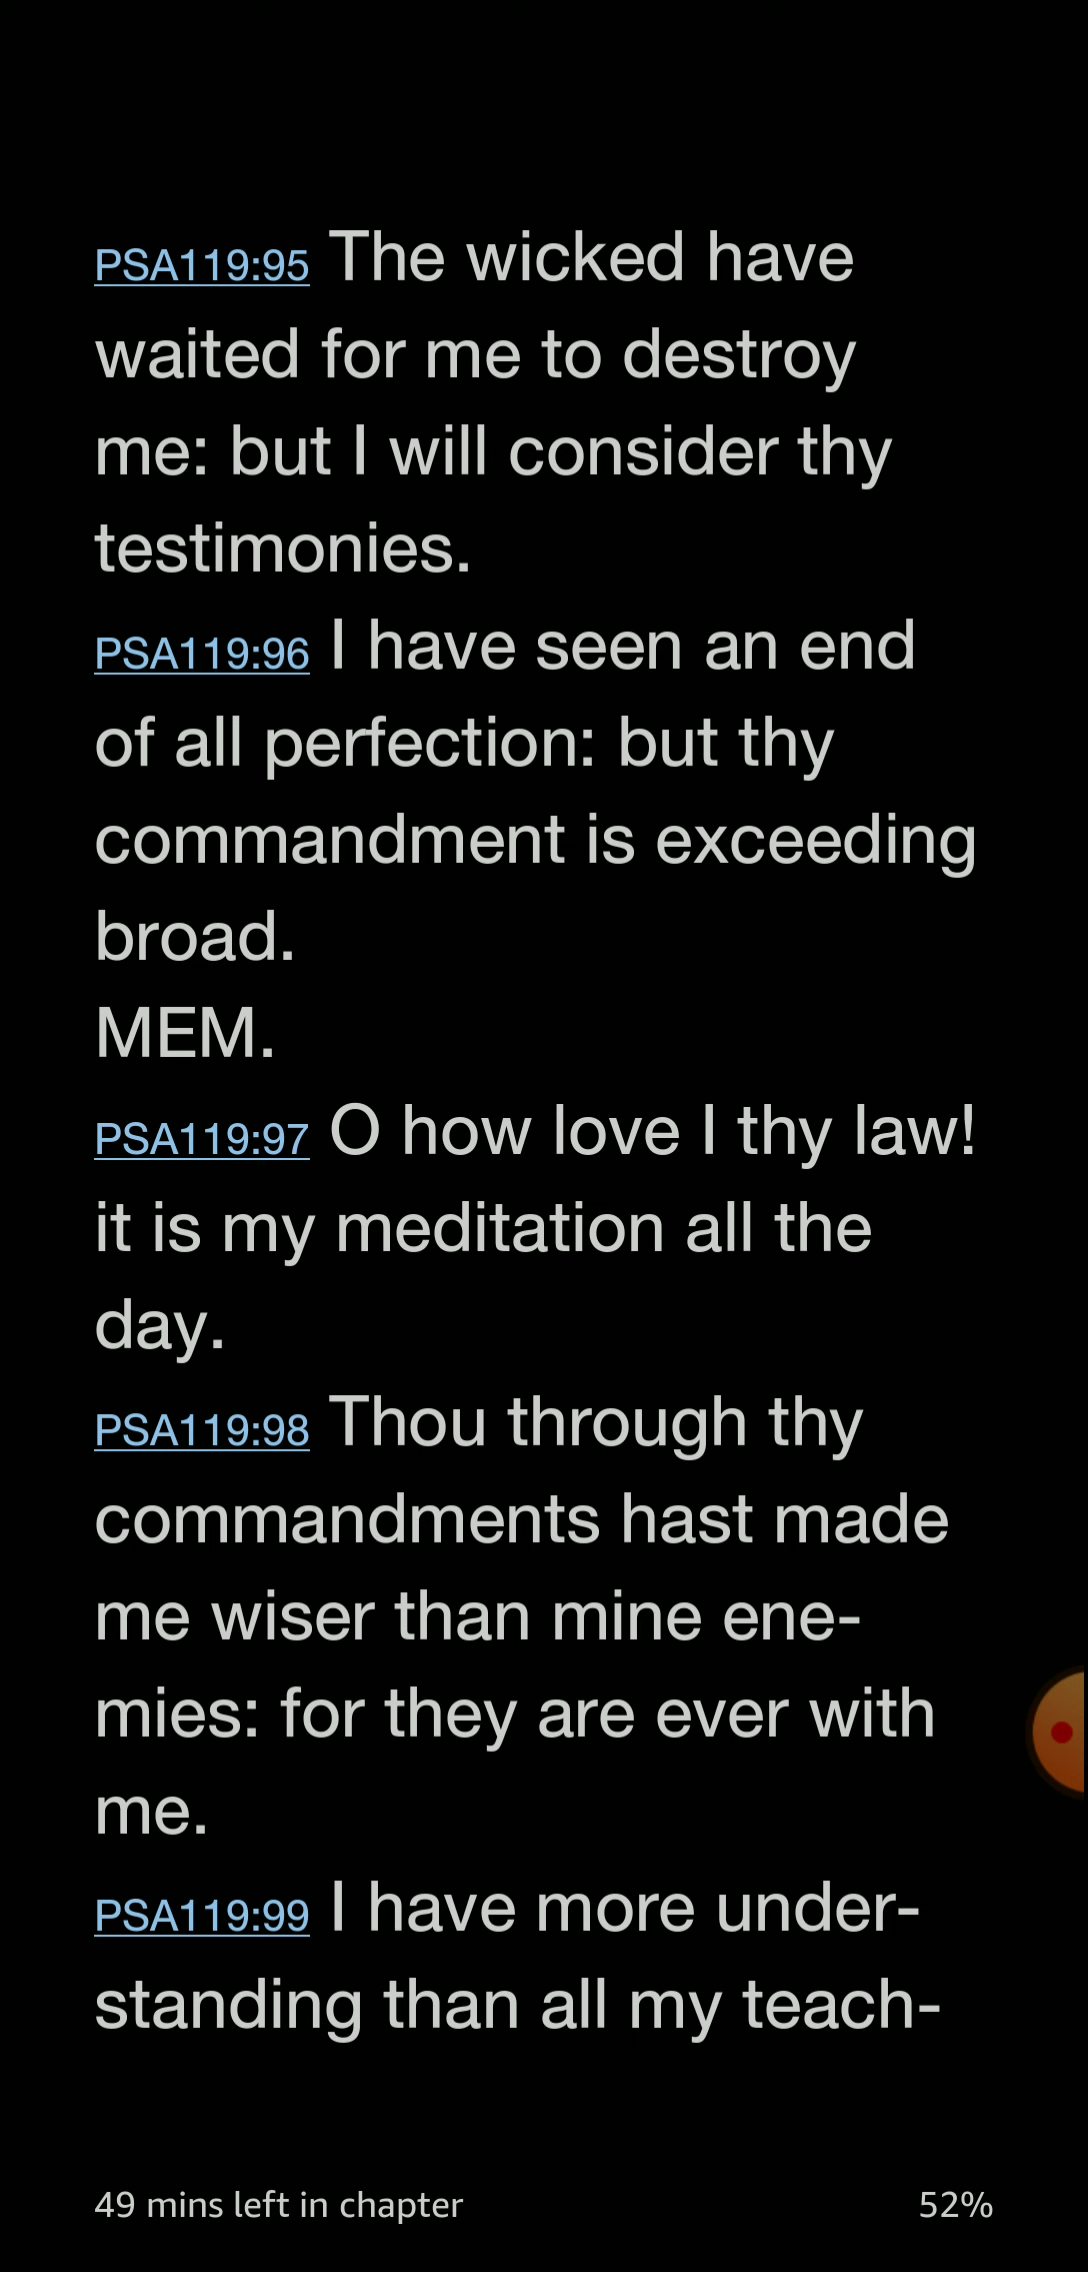 PSA119:95 The wicked have
waited for me to destroy
me: but I will consider thy
testimonies.
PSA119:96 I have seen an end
of all perfection: but thy
commandment is exceeding
broad.
MEM.
PSA119:97 O how love I thy law!
it is my meditation all the
day.
PSA119:98 Thou through thy
commandments hast made
me wiser than mine ene-
mies: for they are ever with
me.
PSA119:99 I have more under-
standing than all my teach-
49 mins left in chapter 52%